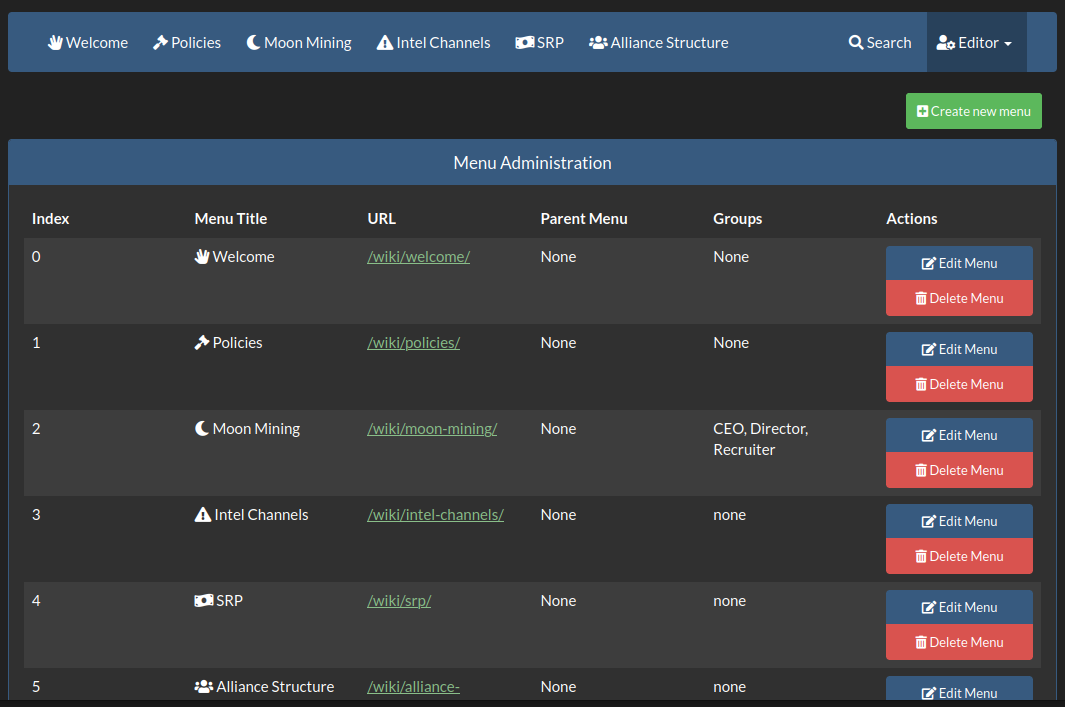 Welcome Policies Moon Mining Intel Channels SRP Alliance Structure Search Editor
Create new menu
Menu Administration
Index Menu Title URL Parent Menu Groups Actions
0 Welcome /wiki/welcome/ None None Edit Menu
Delete Menu
1 Policies /wiki/policies/ None None Edit Menu
Delete Menu
2 Moon Mining /wiki/moon-mining/ None CEO, Director, Edit Menu
Recruiter Delete Menu
3 Intel Channels /wiki/intel-channels/ None none Edit Menu
Delete Menu
4 SRP /wiki/srp/ None none Edit Menu
Delete Menu
5 Alliance Structure /wiki/alliance- None none Edit Menu